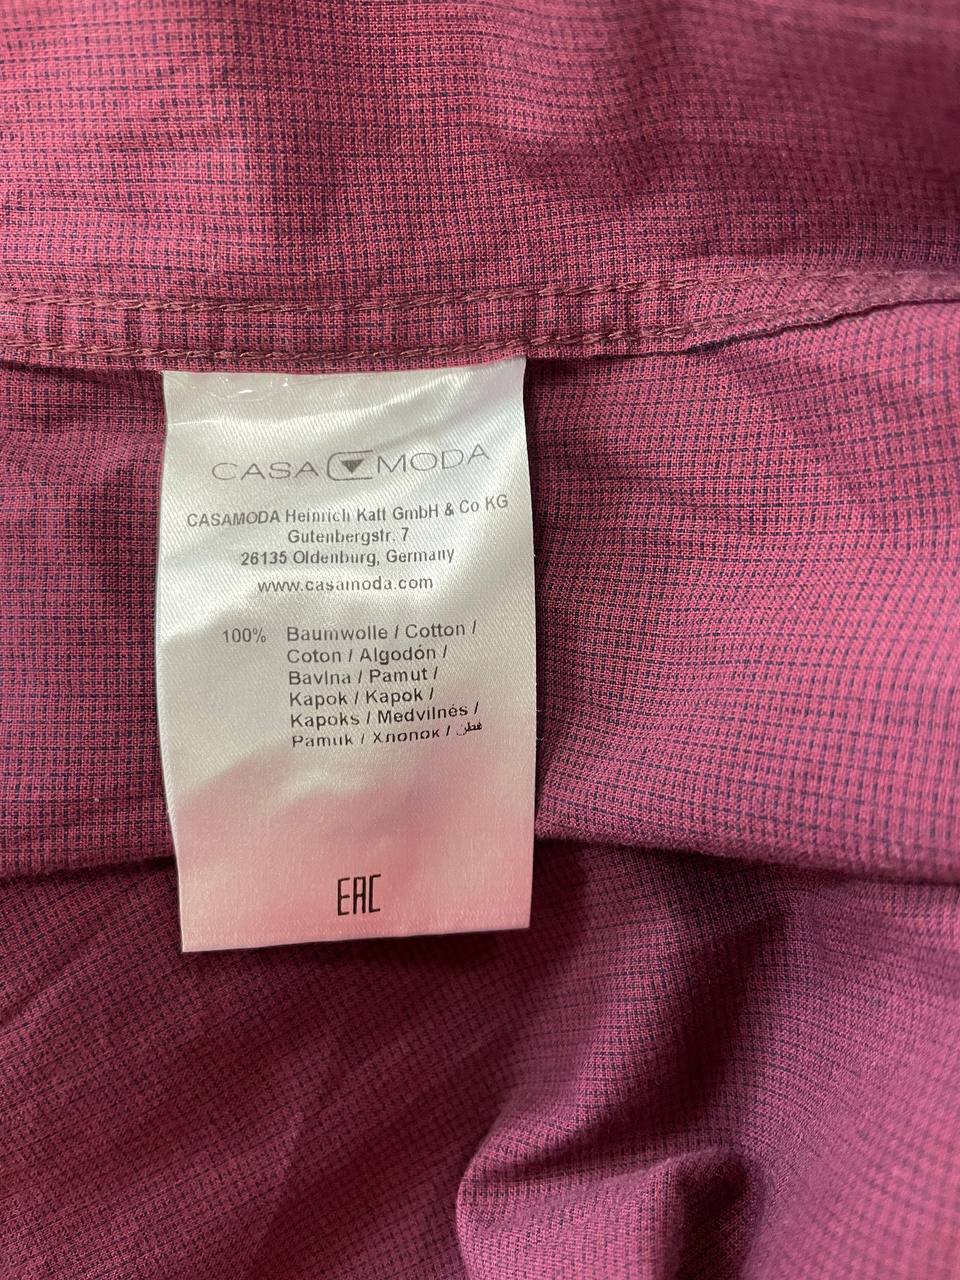 CASA MODA
CASAMODA Heinrich Katt GmbH & Co KG
Gutenbergstr. 7
26135 Oldenburg, Germany
www.casamoda.com
100% Baumwolle / Cotton /
Coton / Algodón /
Bavlna / Pamut /
Kapok / Kapok /
Kapoks / Medvilnės /
Pamuk / Хлопок / قطن
EAC